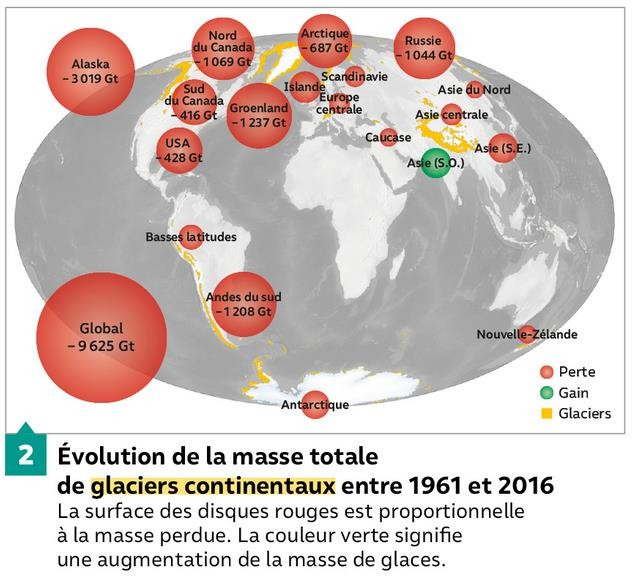 Alaska
– 3 019 Gt
Nord
du Canada
– 1 069 Gt
Arctique
– 687 Gt
Russie
– 1 044 Gt
Sud
du Canada
– 416 Gt
Groenland
– 1 237 Gt
Islande
Scandinavie
Europe
centrale
Asie du Nord
Asie centrale
USA
– 428 Gt
Caucase
Asie (S.E.)
Asie (S.O.)
Basses latitudes
Andes du sud
– 1 208 Gt
Global
– 9 625 Gt
Nouvelle-Zélande
Antarctique
Perte
Gain
Glaciers
2 Évolution de la masse totale
de glaciers continentaux entre 1961 et 2016
La surface des disques rouges est proportionnelle
à la masse perdue. La couleur verte signifie
une augmentation de la masse de glaces.